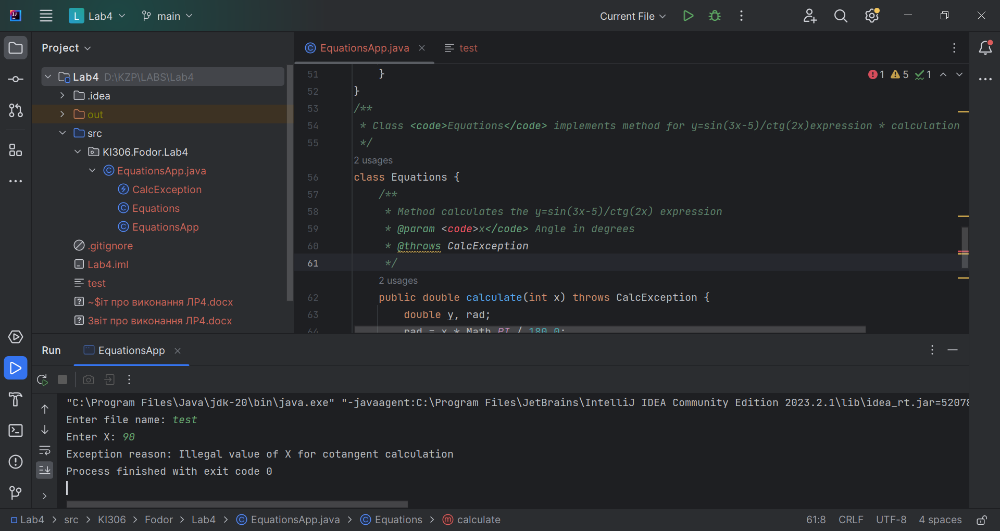 L Lab4 main Current File
Project
EquationsApp.java test
Lab4 D:\KZP\LABS\Lab4
.idea
out
src
KI306.Fodor.Lab4
EquationsApp.java
CalcException
Equations
EquationsApp
.gitignore
Lab4.iml
test
~$іт про виконання ЛР4.docx
Звіт про виконання ЛР4.docx
1 5 1
51 }
52 }
53 /**
54 * Class <code>Equations</code> implements method for y=sin(3x-5)/ctg(2x)expression * calculation
55 */
2 usages
56 class Equations {
57 /**
58 * Method calculates the y=sin(3x-5)/ctg(2x) expression
59 * @param <code>x</code> Angle in degrees
60 * @throws CalcException
61 */
2 usages
62 public double calculate(int x) throws CalcException {
63 double y, rad;
64 rad = x * Math.PI / 180.0;
Run EquationsApp
"C:\Program Files\Java\jdk-20\bin\java.exe" "-javaagent:C:\Program Files\JetBrains\IntelliJ IDEA Community Edition 2023.2.1\lib\idea_rt.jar=52078
Enter file name: test
Enter X: 90
Exception reason: Illegal value of X for cotangent calculation
Process finished with exit code 0
Lab4 > src > KI306 > Fodor > Lab4 > EquationsApp.java > Equations > calculate 61:8 CRLF UTF-8 4 spaces